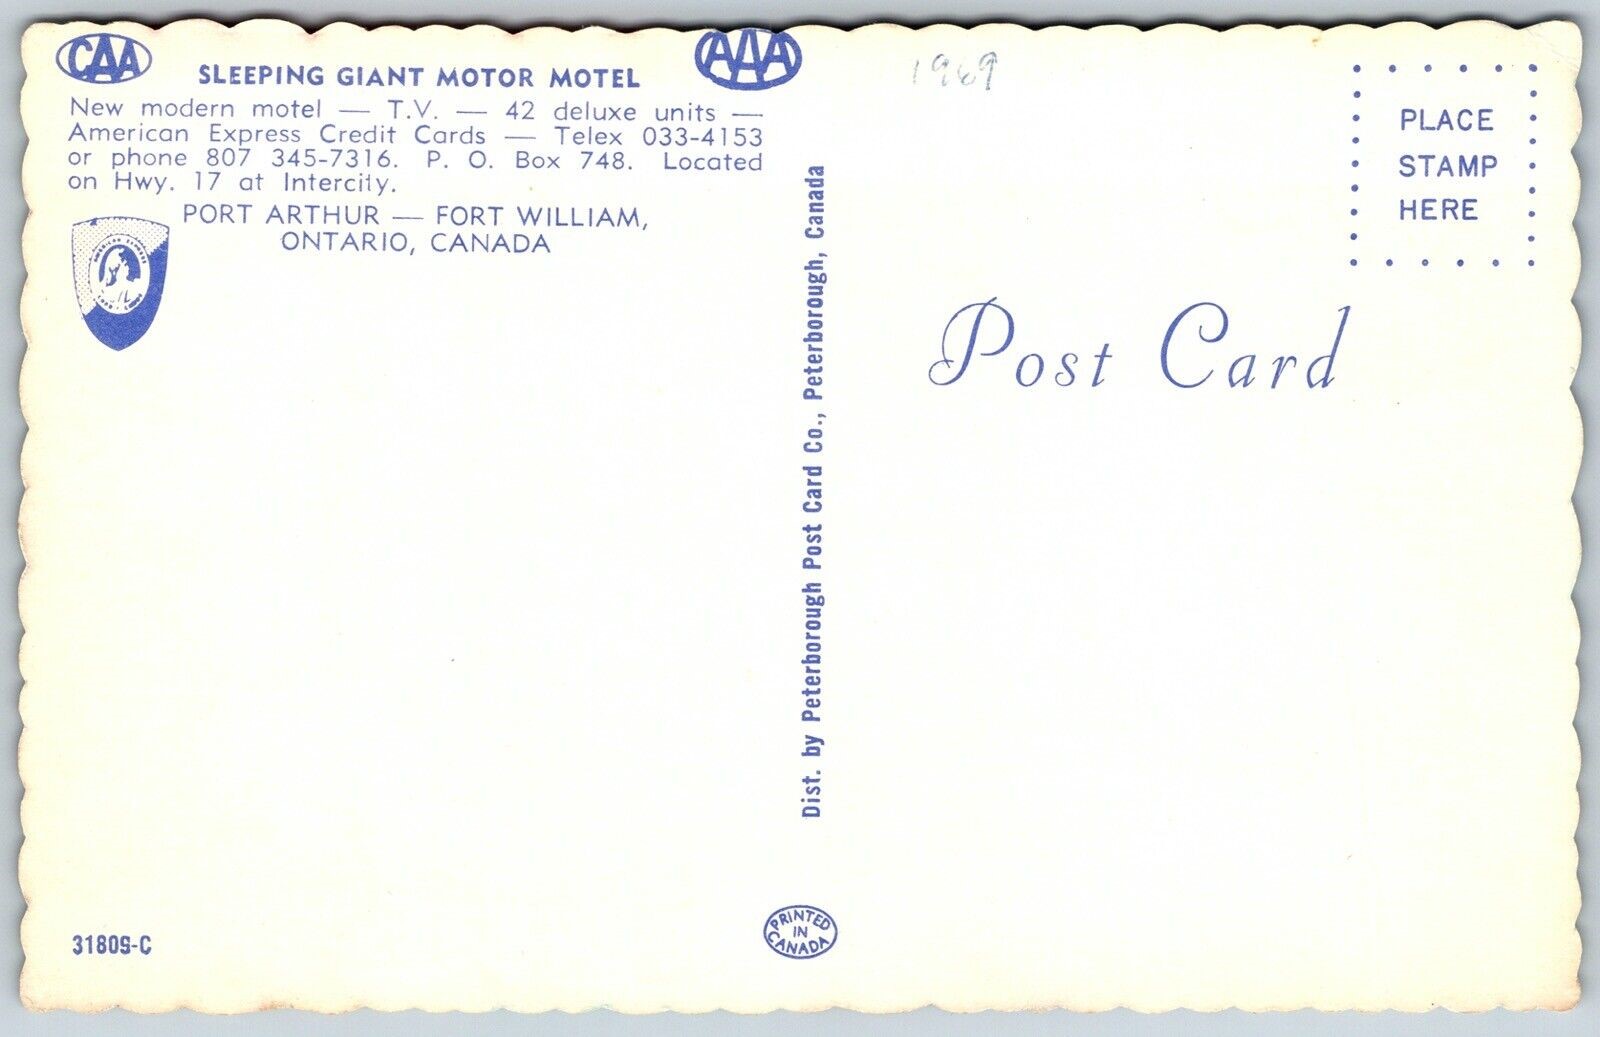 CAA
AAA
SLEEPING GIANT MOTOR MOTEL
New modern motel — T.V. — 42 deluxe units —
American Express Credit Cards — Telex 033-4153
or phone 807 345-7316. P. O. Box 748. Located
on Hwy. 17 at Intercity.
PORT ARTHUR — FORT WILLIAM,
ONTARIO, CANADA
AMERICAN EXPRESS
31809-C
Dist. by Peterborough Post Card Co., Peterborough, Canada
PRINTED
IN
CANADA
1969
PLACE
STAMP
HERE
Post Card